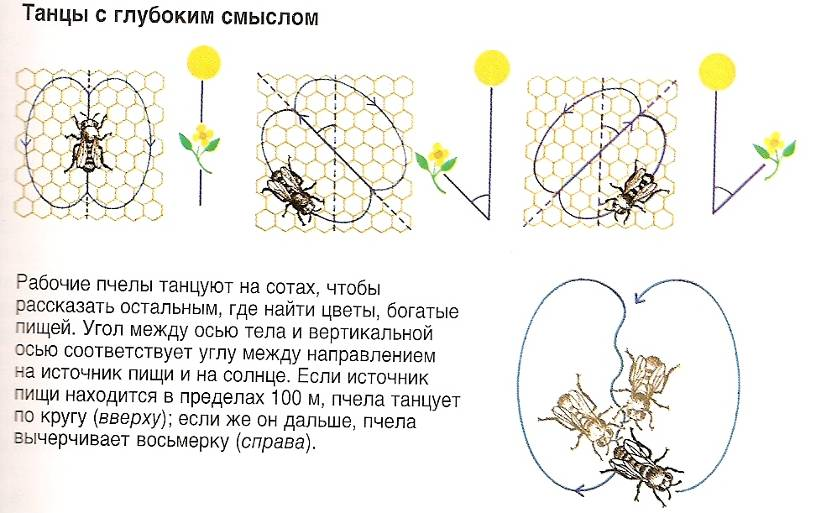 Танцы с глубоким смыслом
Рабочие пчелы танцуют на сотах, чтобы
рассказать остальным, где найти цветы, богатые
пищей. Угол между осью тела и вертикальной
осью соответствует углу между направлением
на источник пищи и на солнце. Если источник
пищи находится в пределах 100 м, пчела танцует
по кругу (вверху); если же он дальше, пчела
вычерчивает восьмерку (справа).